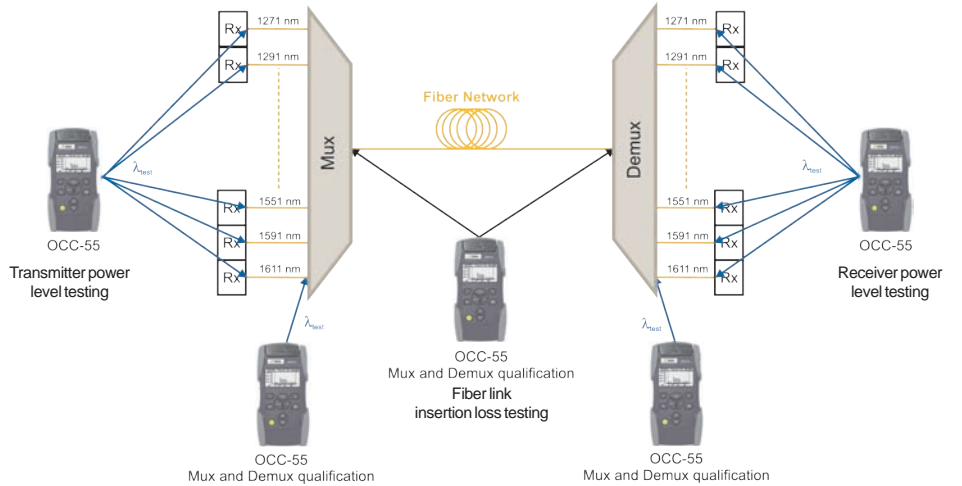 Rx
1271 nm
Rx
1291 nm
λtest
Rx
1551 nm
Rx
1591 nm
Rx
1611 nm
OCC-55
Transmitter power
level testing
Mux
Fiber Network
Demux
1271 nm
Rx
1291 nm
Rx
λtest
1551 nm
Rx
1591 nm
Rx
1611 nm
Rx
OCC-55
Receiver power
level testing
λtest
OCC-55
Mux and Demux qualification
OCC-55
Mux and Demux qualification
Fiber link
insertion loss testing
λtest
OCC-55
Mux and Demux qualification